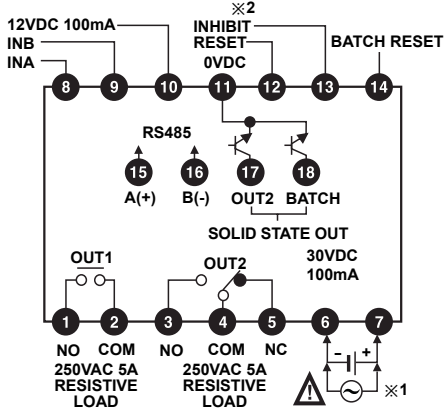 ※2
12VDC 100mA
INHIBIT
INB
RESET
BATCH RESET
INA
0VDC
8 9 10 11 12 13 14
RS485
15 16 17 18
A(+) B(-) OUT2 BATCH
SOLID STATE OUT
30VDC
100mA
OUT1
OUT2
1 2 3 4 5 6 7
- +
NO COM NO COM NC
250VAC 5A 250VAC 5A
RESISTIVE RESISTIVE
LOAD LOAD
※1